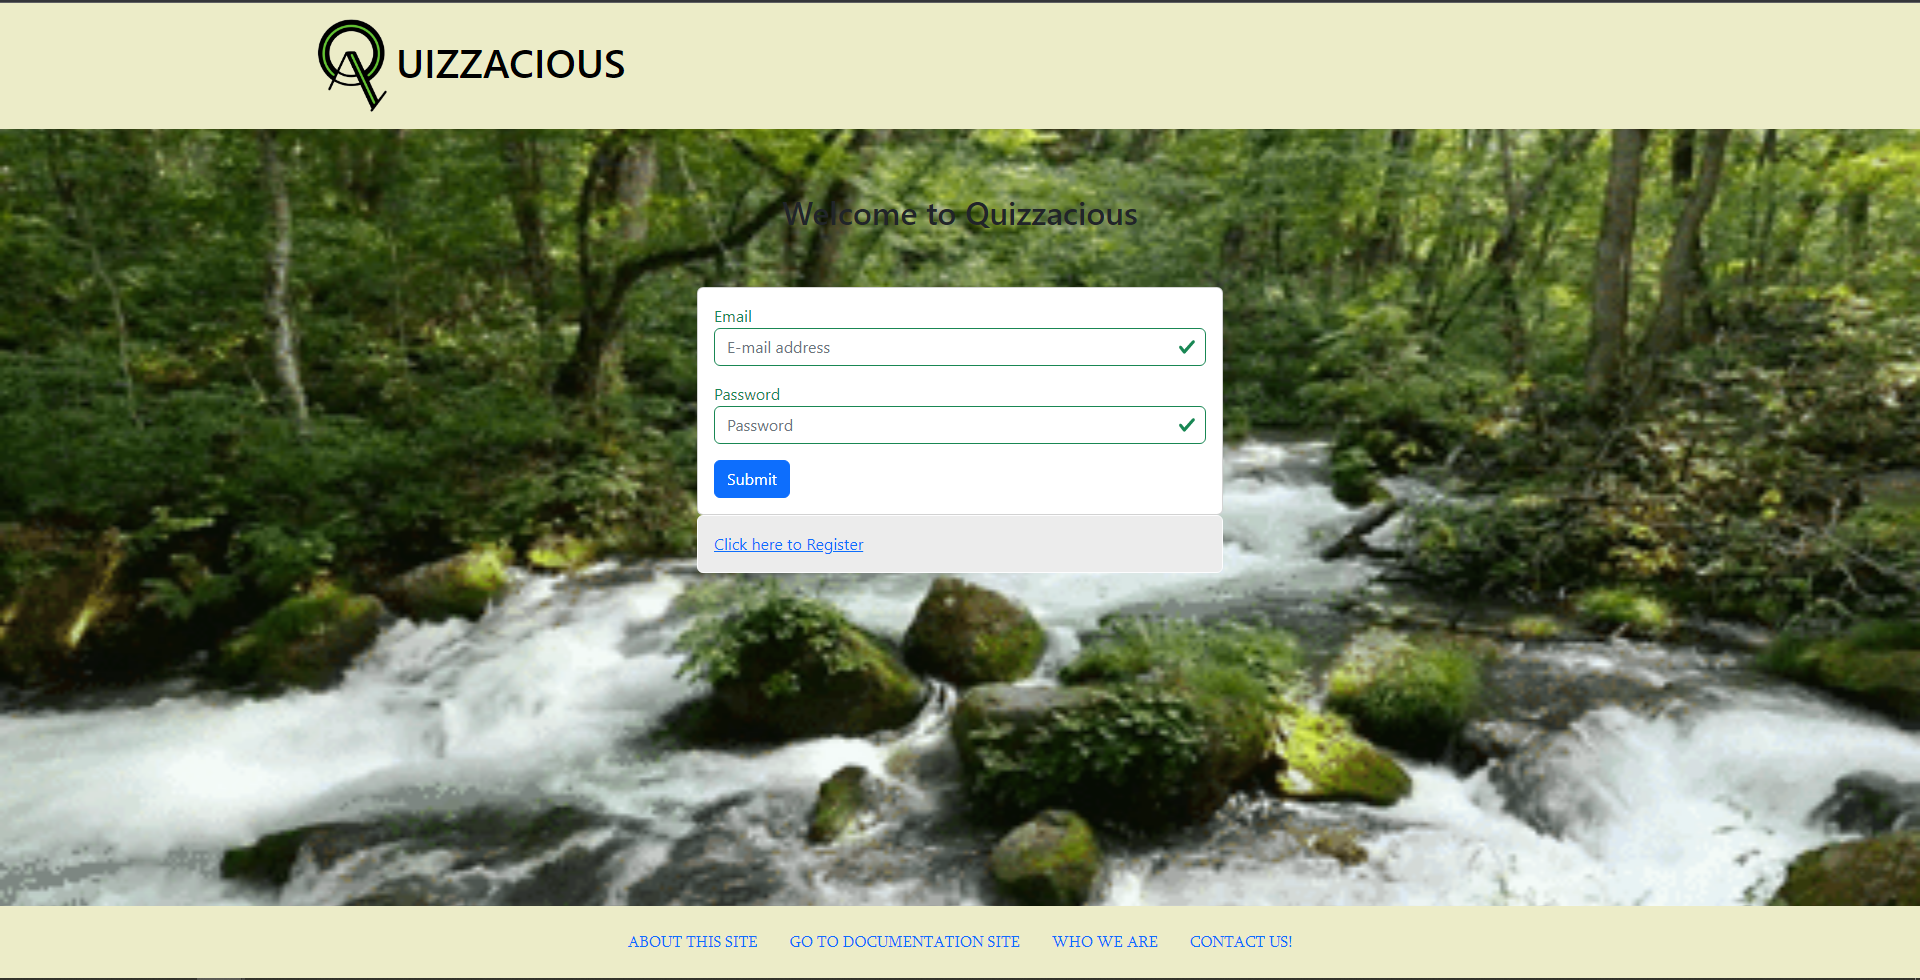 QUIZZACIOUS
Welcome to Quizzacious
Email
E-mail address
Password
Password
Submit
Click here to Register
ABOUT THIS SITE GO TO DOCUMENTATION SITE WHO WE ARE CONTACT US!